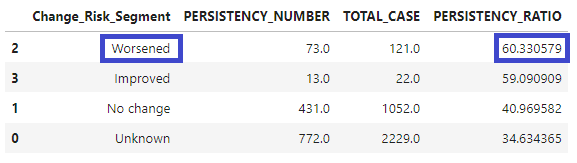 Change_Risk_Segment PERSISTENCY_NUMBER TOTAL_CASE PERSISTENCY_RATIO
2 Worsened 73.0 121.0 60.330579
3 Improved 13.0 22.0 59.090909
1 No change 431.0 1052.0 40.969582
0 Unknown 772.0 2229.0 34.634365